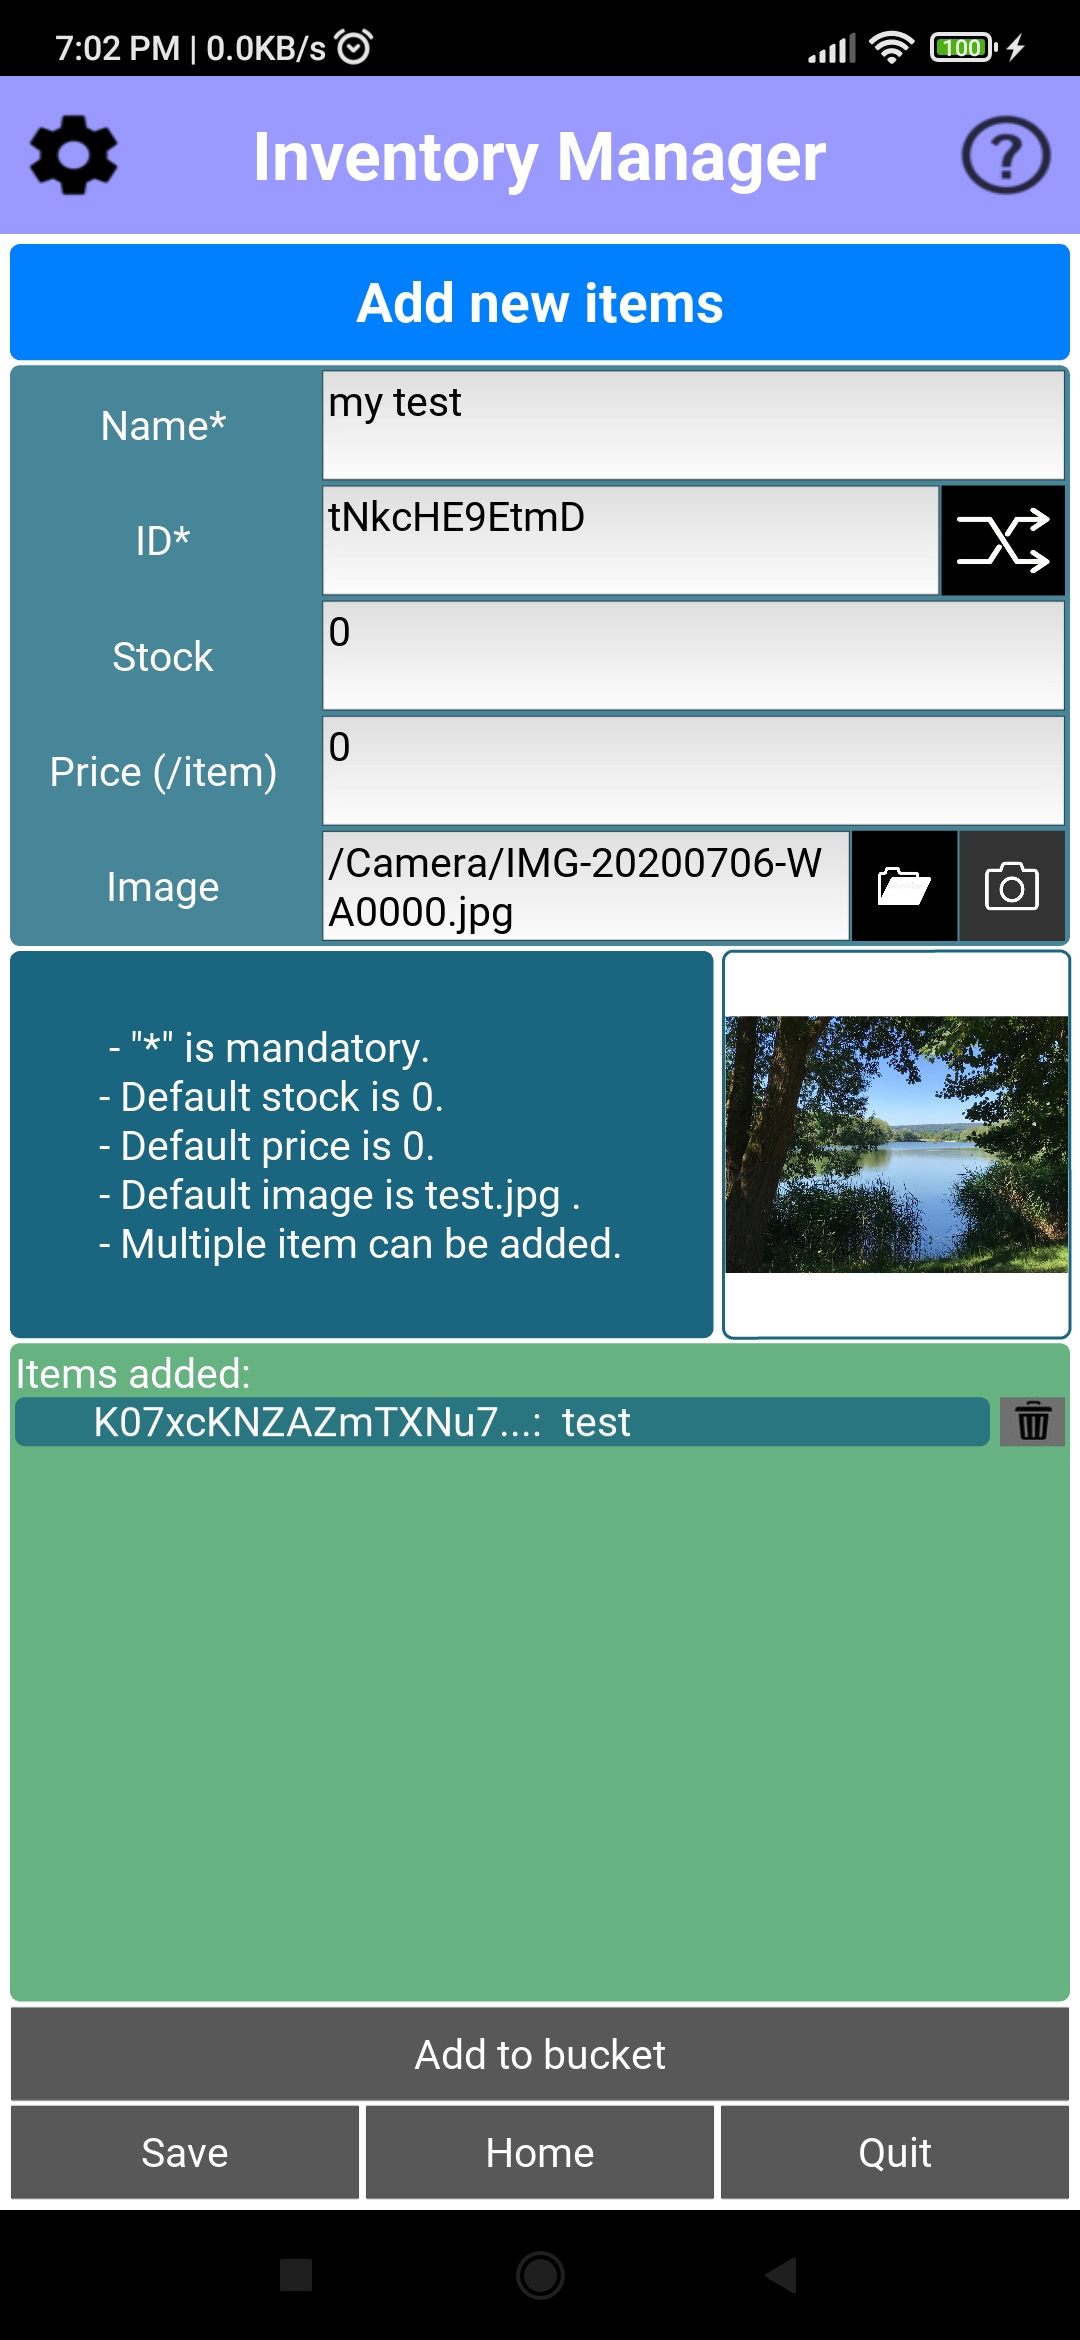 7:02 PM | 0.0KB/s
100
Inventory Manager
?
Add new items
Name*
my test
ID*
tNkcHE9EtmD
Stock
0
Price (/item)
0
Image
/Camera/IMG-20200706-W
A0000.jpg
- "*" is mandatory.
- Default stock is 0.
- Default price is 0.
- Default image is test.jpg .
- Multiple item can be added.
Items added:
K07xcKNZAZmTXNu7...:  test
Add to bucket
Save
Home
Quit